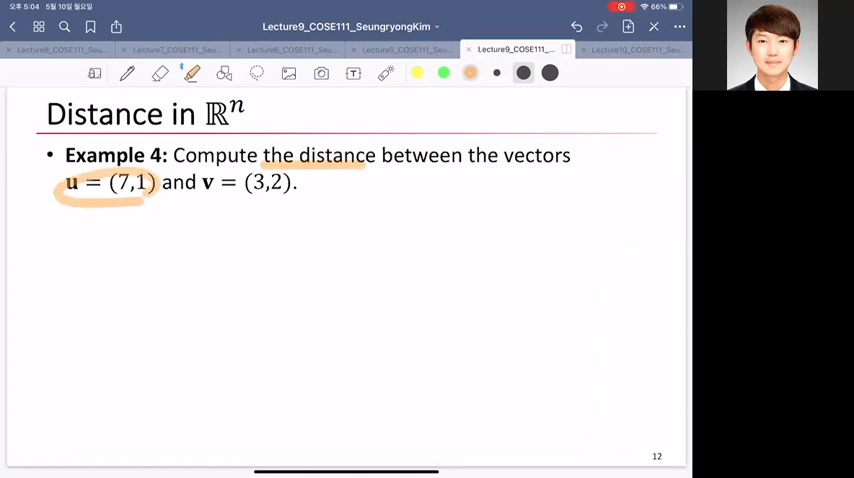 오후 5:04 5월 10일 월요일
66%
Lecture9_COSE111_SeungryongKim
Lecture8_COSE111_Seu...
Lecture7_COSE111_Seu...
Lecture6_COSE111_Seu...
Lecture5_COSE111_Seu...
Lecture9_COSE111_...
Lecture10_COSE111_Seu...
T
Distance in ℝⁿ
• Example 4: Compute the distance between the vectors
u = (7,1) and v = (3,2).
12